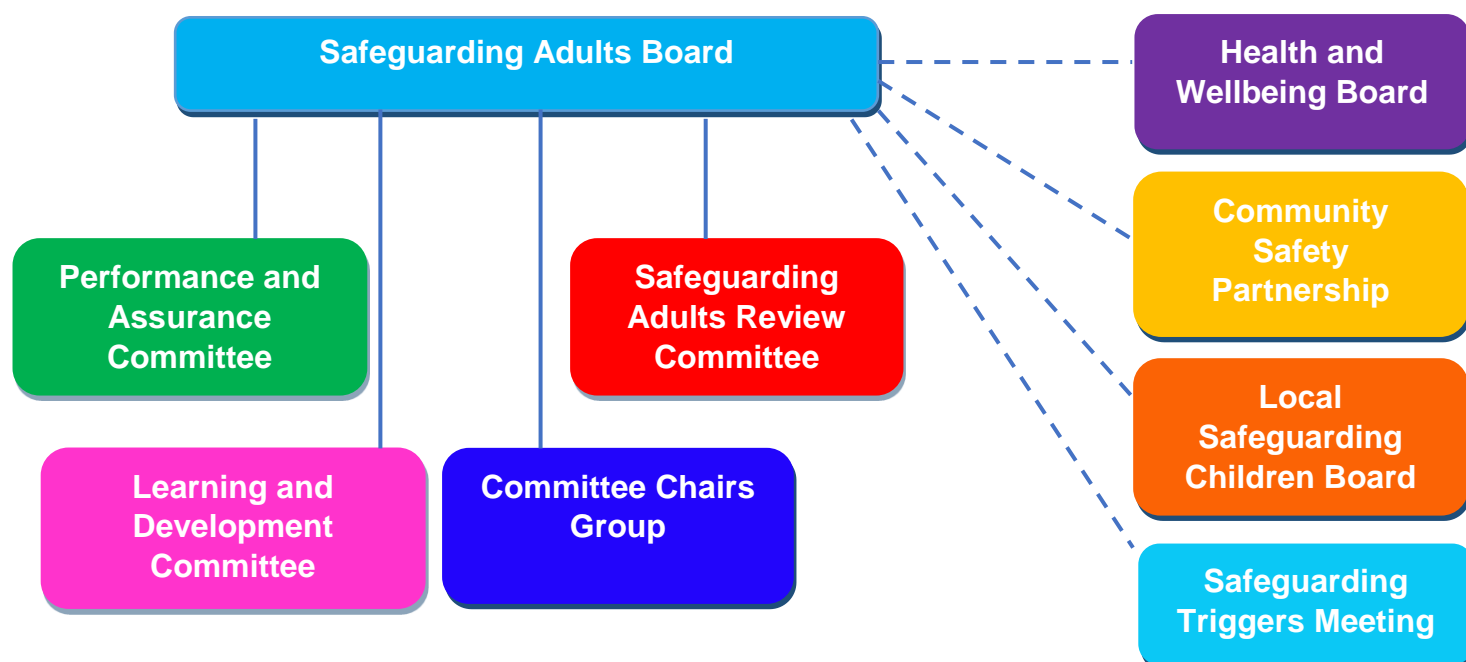 Safeguarding Adults Board
Health and
Wellbeing Board
Community
Safety
Partnership
Performance and
Assurance
Committee
Safeguarding
Adults Review
Committee
Local
Safeguarding
Children Board
Learning and
Development
Committee
Committee Chairs
Group
Safeguarding
Triggers Meeting